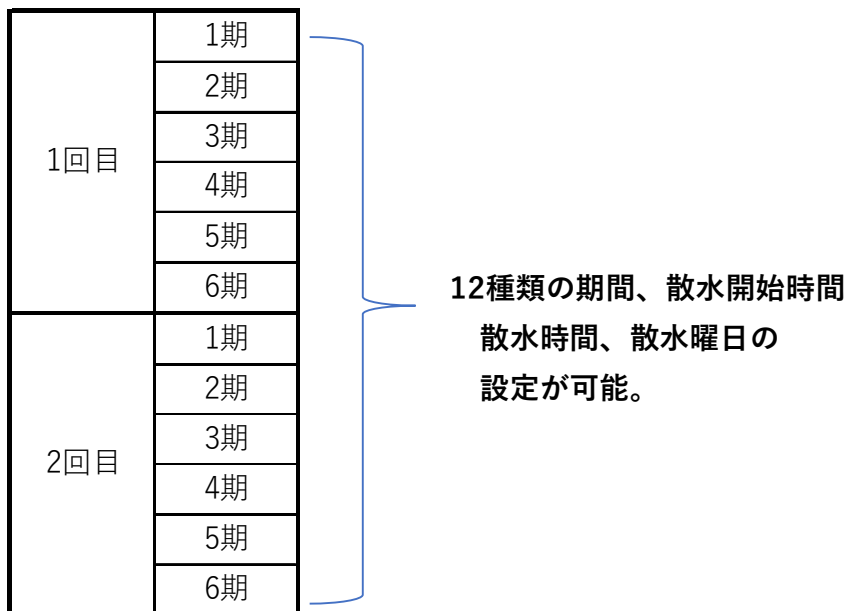 1回目
1期
2期
3期
4期
5期
6期
2回目
1期
2期
3期
4期
5期
6期
12種類の期間、散水開始時間
散水時間、散水曜日の
設定が可能。